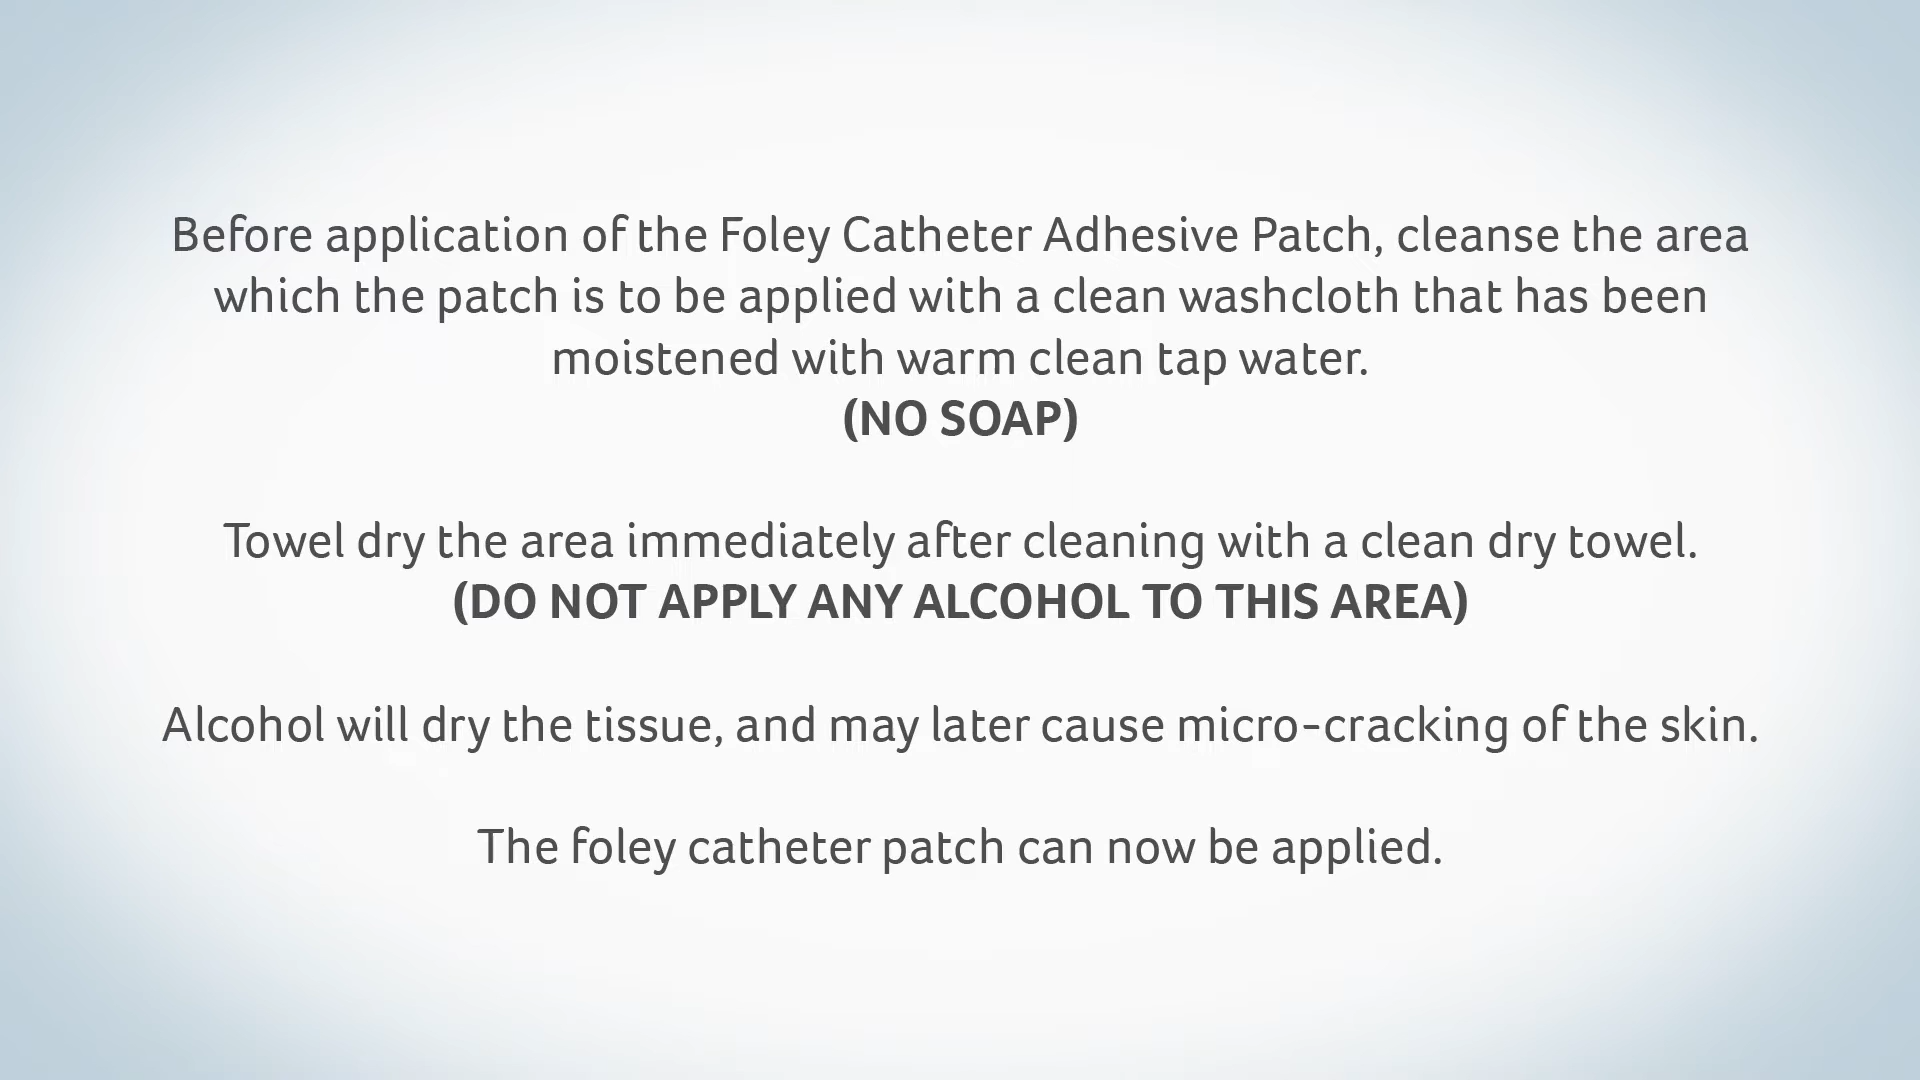 Before application of the Foley Catheter Adhesive Patch, cleanse the area
which the patch is to be applied with a clean washcloth that has been
moistened with warm clean tap water.
(NO SOAP)
Towel dry the area immediately after cleaning with a clean dry towel.
(DO NOT APPLY ANY ALCOHOL TO THIS AREA)
Alcohol will dry the tissue, and may later cause micro-cracking of the skin.
The foley catheter patch can now be applied.